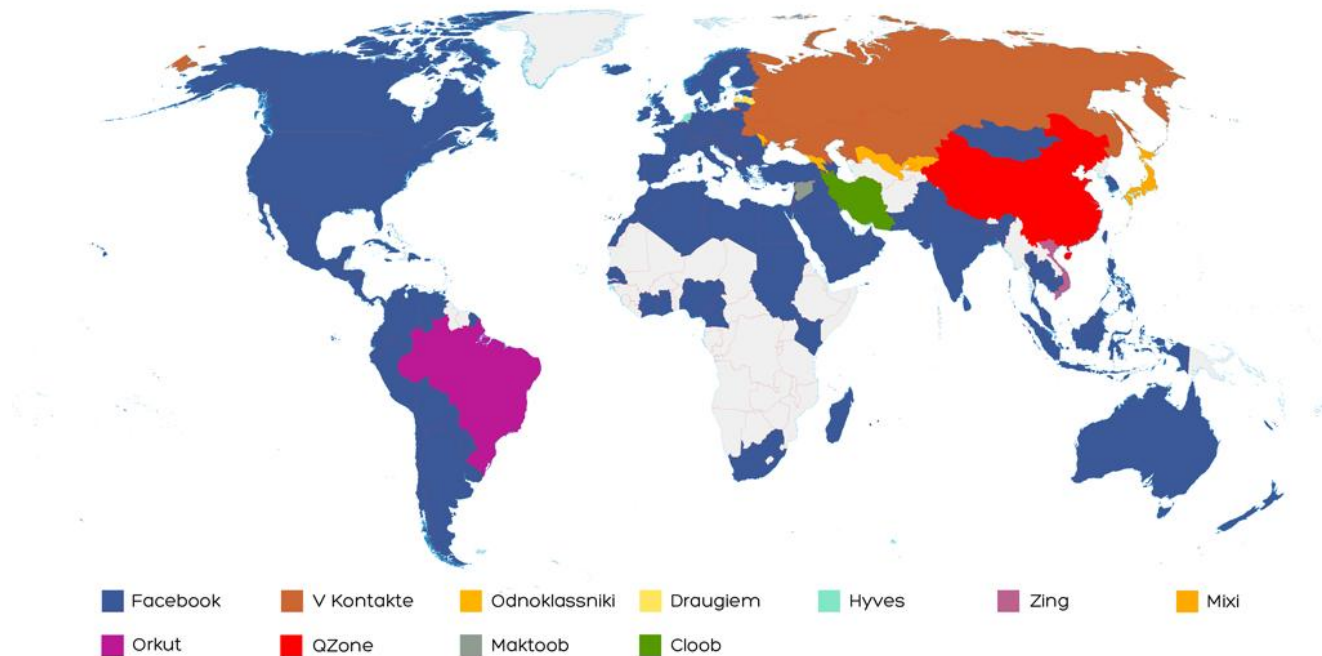 Facebook V Kontakte Odnoklassniki Draugiem Hyves Zing Mixi
Orkut QZone Maktoob Cloob